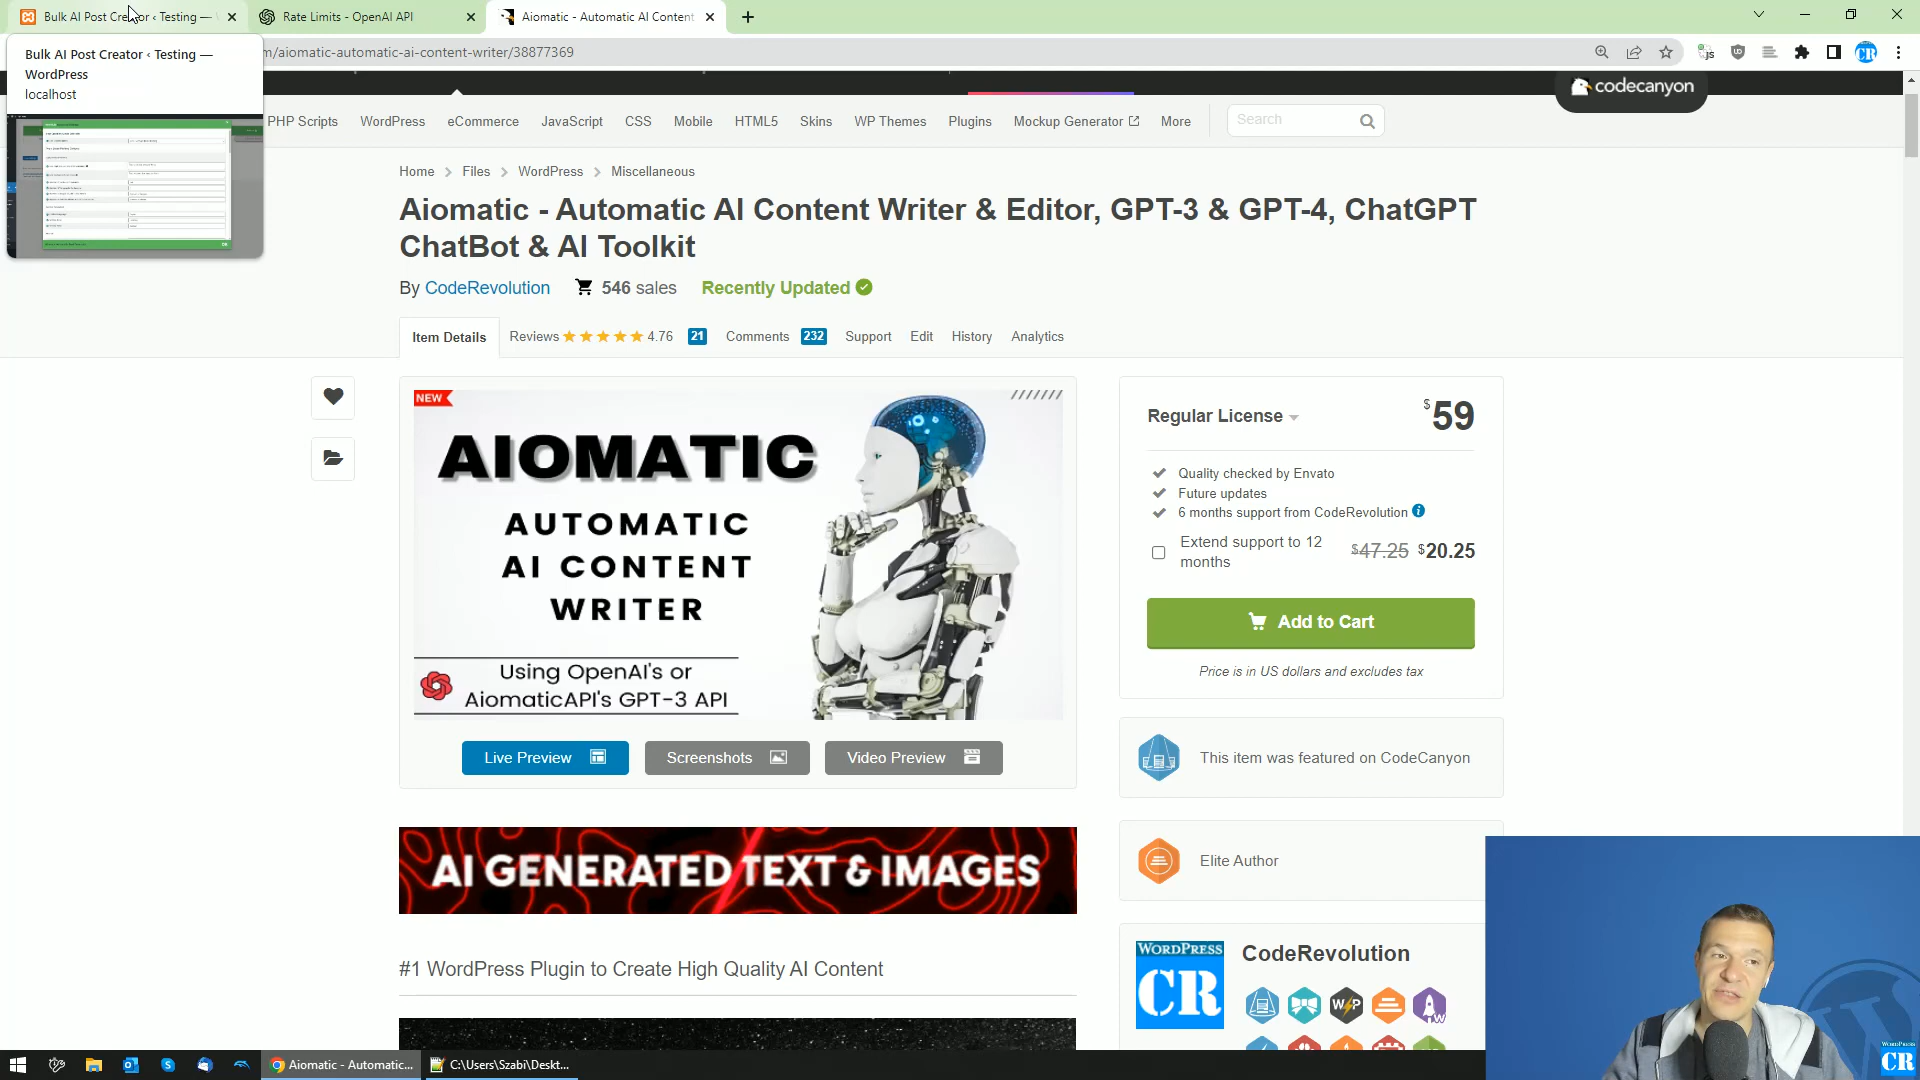 Bulk AI Post Creator ‹ Testing —
Rate Limits - OpenAI API
Aiomatic - Automatic AI Content
Bulk AI Post Creator ‹ Testing —
WordPress
localhost
m/aiomatic-automatic-ai-content-writer/38877369
codecanyon
PHP Scripts WordPress eCommerce JavaScript CSS Mobile HTML5 Skins WP Themes Plugins Mockup Generator More
Search
Home Files WordPress Miscellaneous
Aiomatic - Automatic AI Content Writer & Editor, GPT-3 & GPT-4, ChatGPT
ChatBot & AI Toolkit
By CodeRevolution 546 sales Recently Updated
Item Details Reviews 4.76 21 Comments 232 Support Edit History Analytics
NEW
AIOMATIC
AUTOMATIC
AI CONTENT
WRITER
Using OpenAI's or
AiomaticAPI's GPT-3 API
Live Preview Screenshots Video Preview
Regular License $59
Quality checked by Envato
Future updates
6 months support from CodeRevolution
Extend support to 12
months
$47.25 $20.25
Add to Cart
Price is in US dollars and excludes tax
This item was featured on CodeCanyon
Elite Author
AI GENERATED TEXT & IMAGES
#1 WordPress Plugin to Create High Quality AI Content
WORDPRESS
CR
CodeRevolution
Aiomatic - Automatic...
C:\Users\Szabi\Deskt...
WORDPRESS
CR